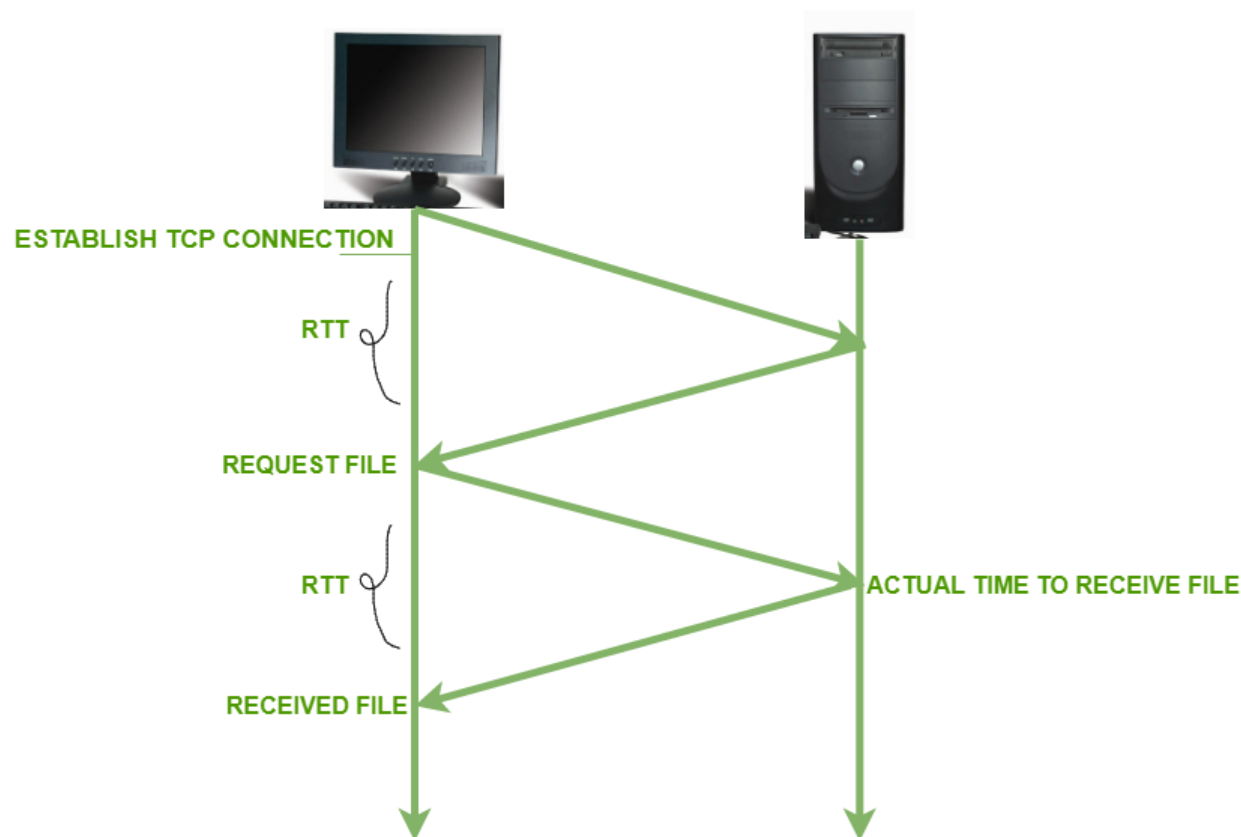 ESTABLISH TCP CONNECTION
RTT
REQUEST FILE
RTT
ACTUAL TIME TO RECEIVE FILE
RECEIVED FILE